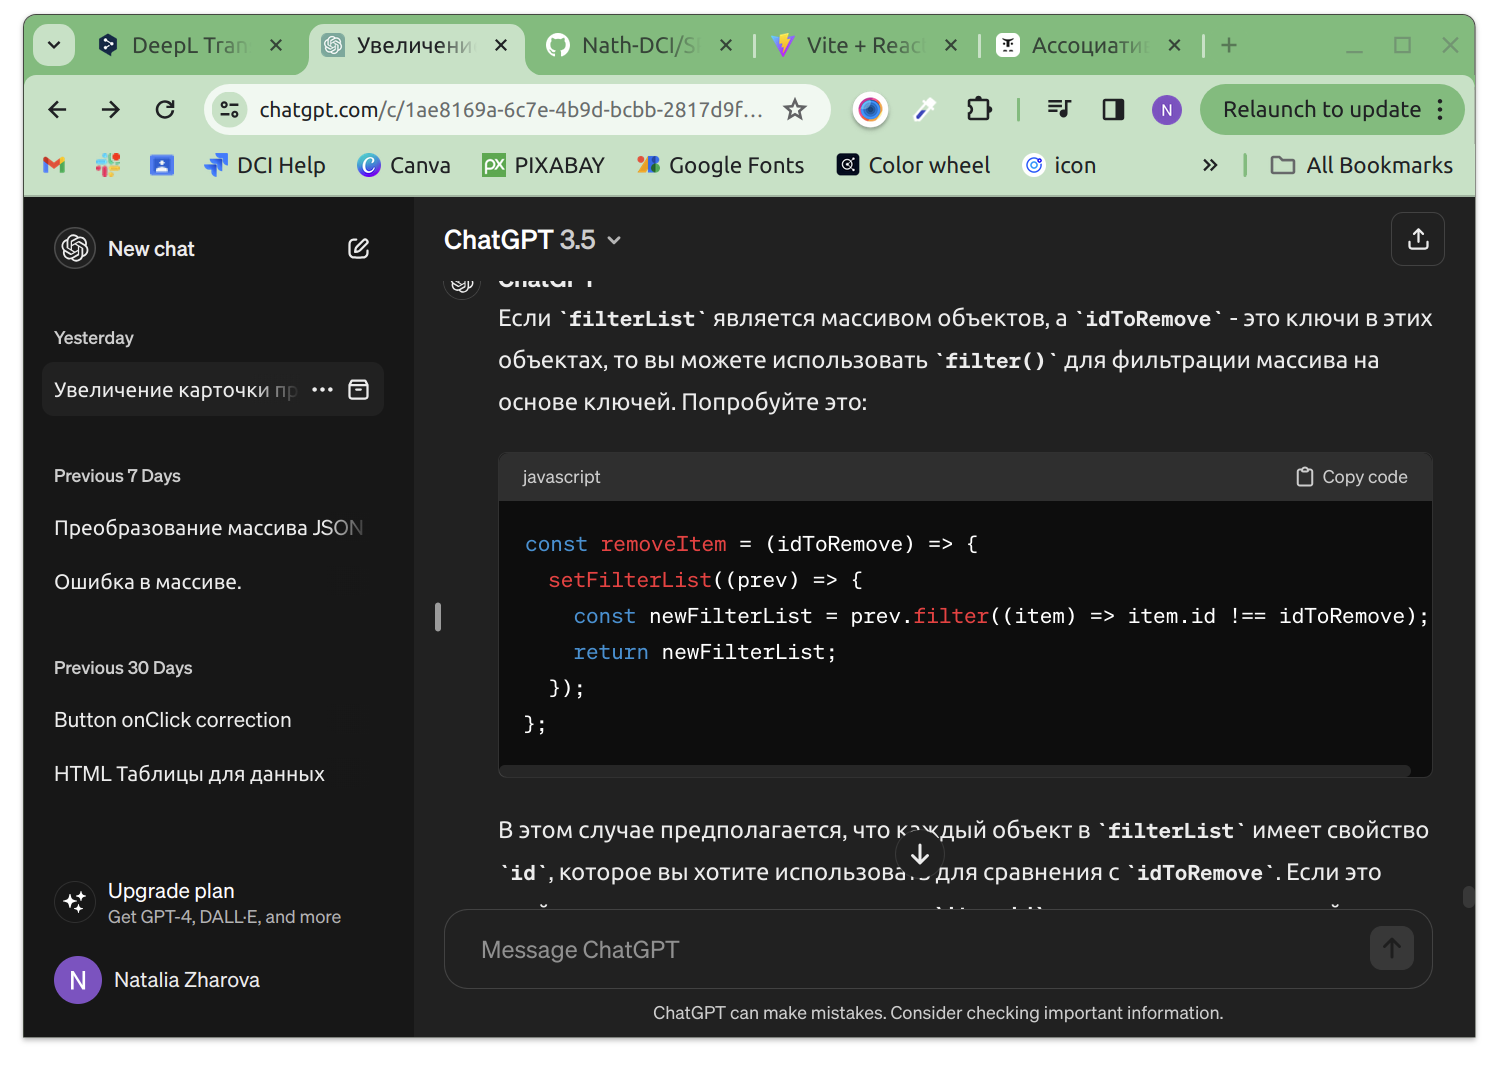 DeepL Tran
Увеличени
Nath-DCI/S
Vite + Reac
Ассоциати
chatgpt.com/c/1ae8169a-6c7e-4b9d-bcbb-2817d9f...
N
Relaunch to update
DCI Help
Canva
px PIXABAY
Google Fonts
Color wheel
icon
All Bookmarks
New chat
Yesterday
Увеличение карточки пр
Previous 7 Days
Преобразование массива JSON
Ошибка в массиве.
Previous 30 Days
Button onClick correction
HTML Таблицы для данных
Upgrade plan
Get GPT-4, DALL·E, and more
N
Natalia Zharova
ChatGPT 3.5
ChatGPT
Если `filterList` является массивом объектов, а `idToRemove` - это ключи в этих
объектах, то вы можете использовать `filter()` для фильтрации массива на
основе ключей. Попробуйте это:
javascript
Copy code
const removeItem = (idToRemove) => {
setFilterList((prev) => {
const newFilterList = prev.filter((item) => item.id !== idToRemove);
return newFilterList;
});
};
В этом случае предполагается, что каждый объект в `filterList` имеет свойство
`id`, которое вы хотите использовать для сравнения с `idToRemove`. Если это
Message ChatGPT
ChatGPT can make mistakes. Consider checking important information.